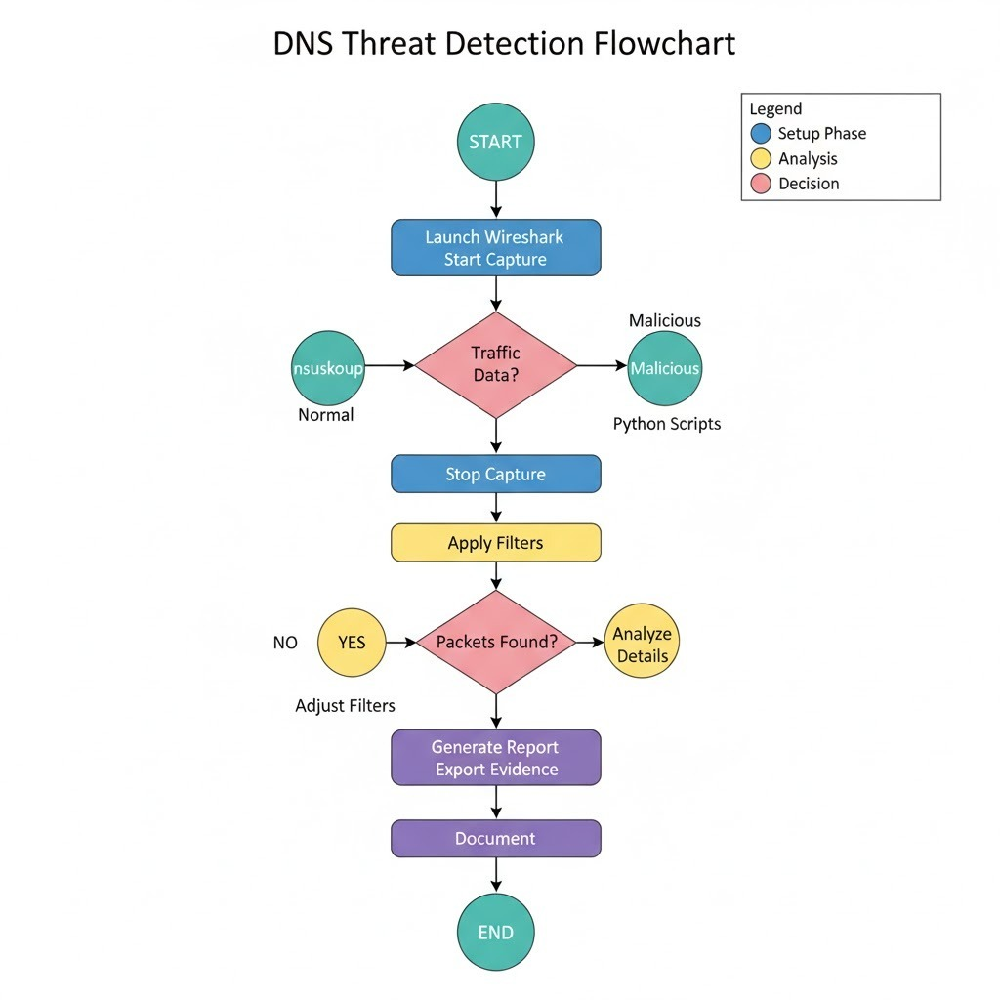 DNS Threat Detection Flowchart
Legend
Setup Phase
Analysis
Decision
START
Launch Wireshark
Start Capture
Traffic
Data?
nsuskoup
Normal
Malicious
Malicious
Python Scripts
Stop Capture
Apply Filters
NO
YES
Packets Found?
Analyze
Details
Adjust Filters
Generate Report
Export Evidence
Document
END